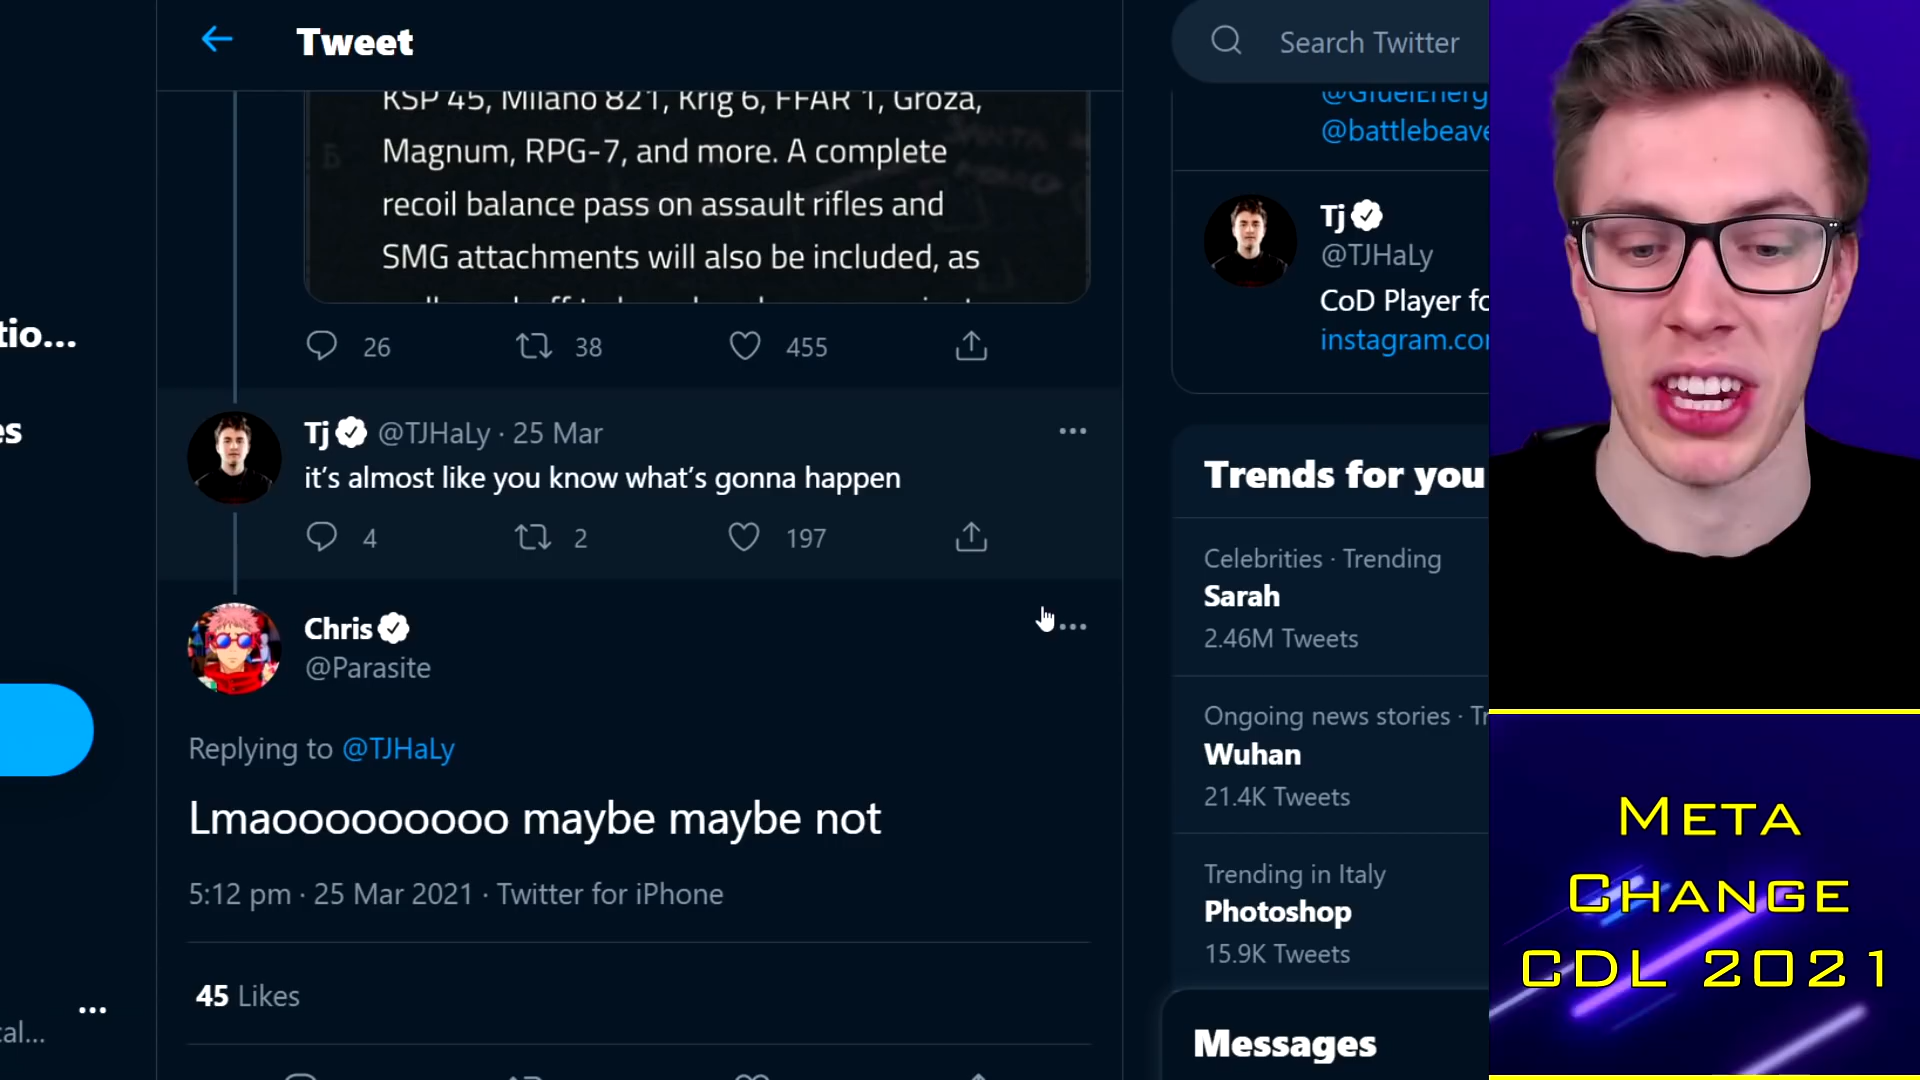 Tweet
Search Twitter
KSP 45, Milano 821, Krig 6, FFAR 1, Groza,
Magnum, RPG-7, and more. A complete
recoil balance pass on assault rifles and
SMG attachments will also be included, as
26 38 455
Tj @TJHaLy · 25 Mar
it's almost like you know what's gonna happen
4 2 197
Chris
@Parasite
Replying to @TJHaLy
Lmaoooooooooo maybe maybe not
5:12 pm · 25 Mar 2021 · Twitter for iPhone
45 Likes
tio...
es
cal...
@GfuelEnerg
@battlebeave
Tj
@TJHaLy
CoD Player fo
instagram.cor
Trends for you
Celebrities · Trending
Sarah
2.46M Tweets
Ongoing news stories · Tr
Wuhan
21.4K Tweets
Trending in Italy
Photoshop
15.9K Tweets
Messages
META
CHANGE
CDL 2021